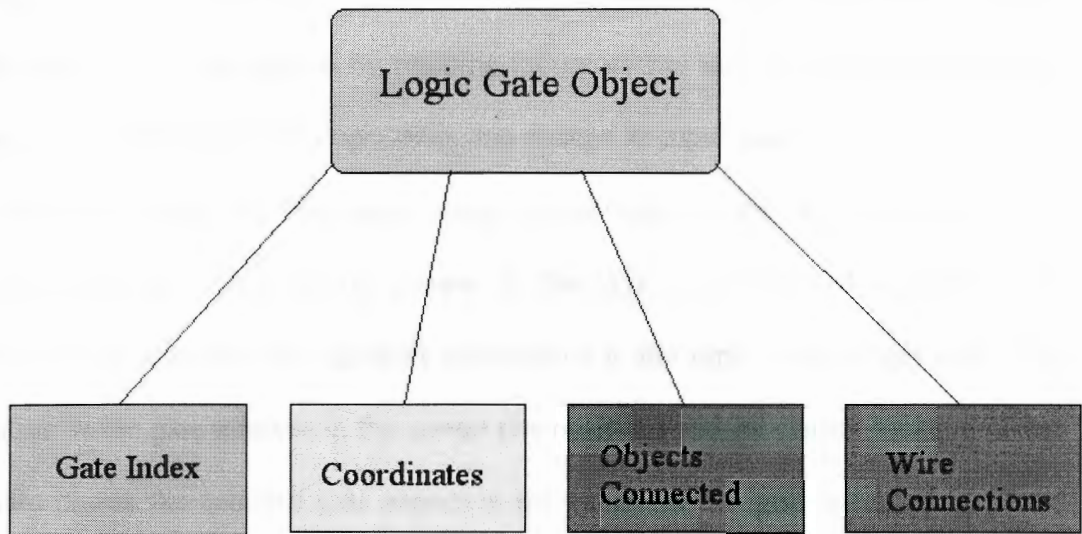 Logic Gate Object
Gate Index
Coordinates
Objects
Connected
Wire
Connections